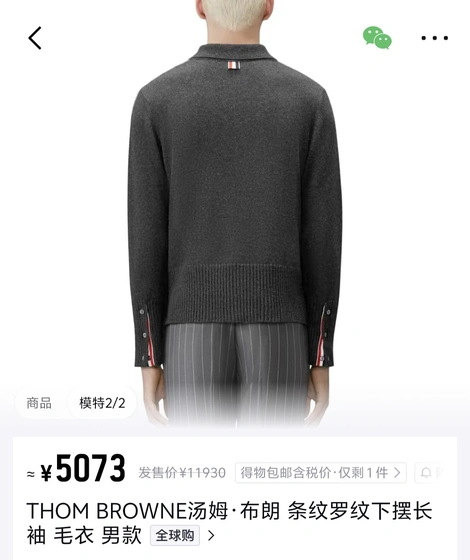 商品
模特2/2
≈ ¥5073 发售价¥11930 得物包邮含税价·仅剩1件
THOM BROWNE汤姆·布朗 条纹罗纹下摆长
袖 毛衣 男款 全球购